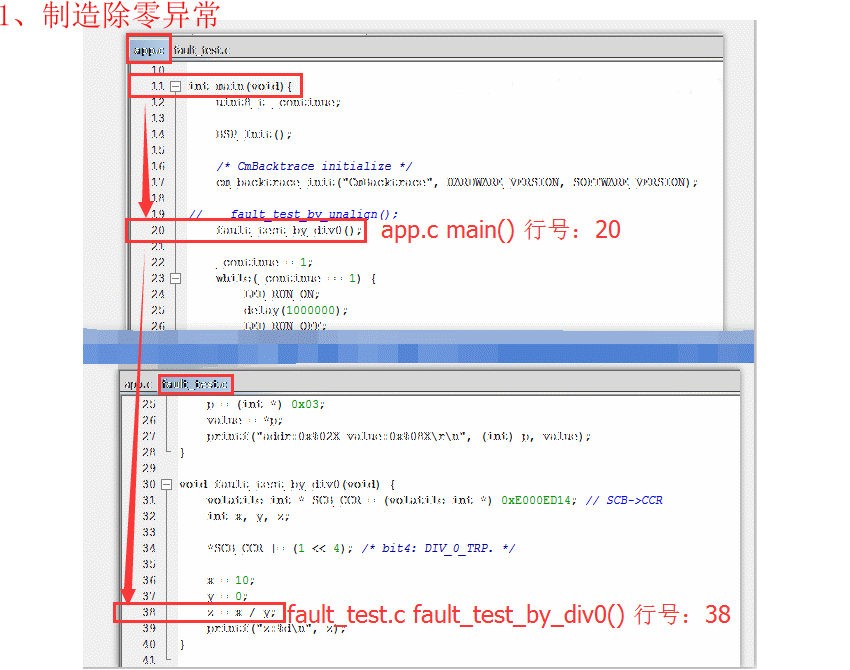 1、制造除零异常
app.c fault_test.c
10
11 int main(void){
12 uint8_t _continue;
13
14 BSP_Init();
15
16 /* CmBacktrace initialize */
17 cm_backtrace_init("CmBacktrace", HARDWARE_VERSION, SOFTWARE_VERSION);
18
19 // fault_test_by_unalign();
20 fault_test_by_div0(); app.c main() 行号：20
21
22 _continue = 1;
23 while(_continue == 1) {
24 LED_RUN_ON;
25 delay(1000000);
26 LED_RUN_OFF;
app.c fault_test.c
25 p = (int *) 0x03;
26 value = *p;
27 printf("addr:0x%02X value:0x%08X\r\n", (int) p, value);
28 }
29
30 void fault_test_by_div0(void) {
31 volatile int * SCB_CCR = (volatile int *) 0xE000ED14; // SCB->CCR
32 int x, y, z;
33
34 *SCB_CCR |= (1 << 4); /* bit4: DIV_0_TRP. */
35
36 x = 10;
37 y = 0;
38 z = x / y; fault_test.c fault_test_by_div0() 行号：38
39 printf("z:%d\n", z);
40 }
41